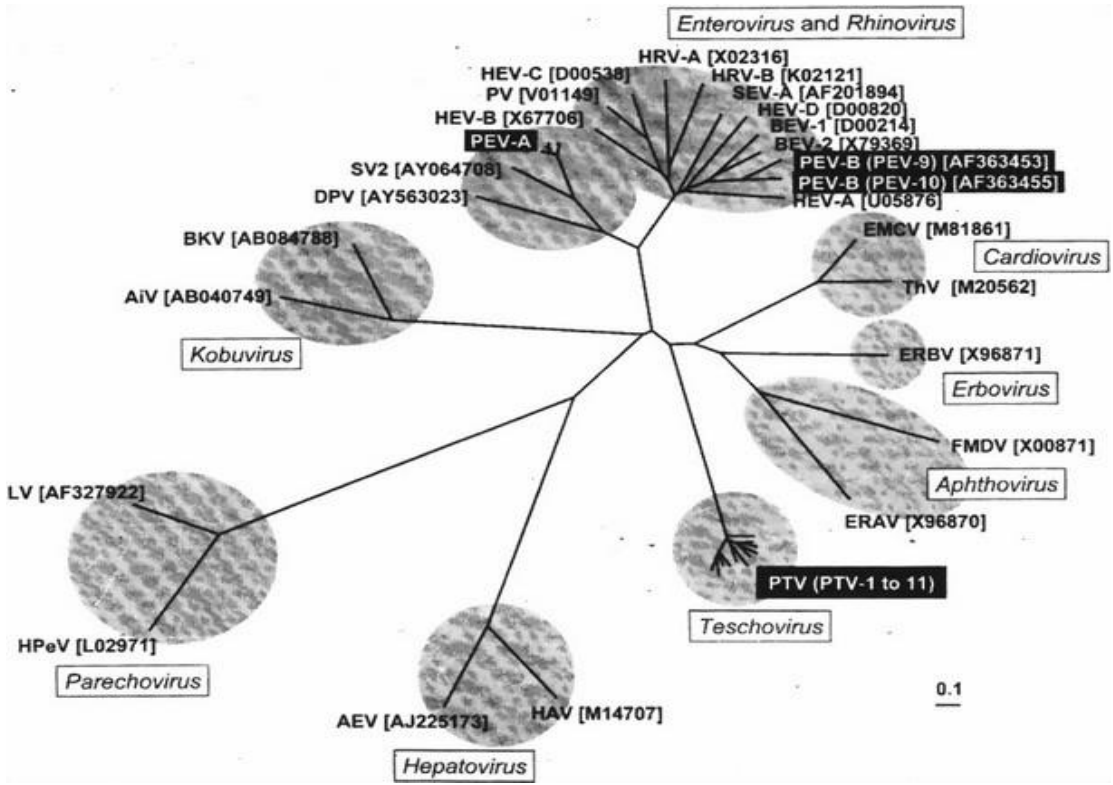 Enterovirus and Rhinovirus
HRV-A [X02316]
HEV-C [D00538]
HRV-B [K02121]
PV [V01149]
SEV-A [AF201894]
HEV-B [X67706]
HEV-D [D00820]
BEV-1 [D00214]
PEV-A
BEV-2 [X79369]
SV2 [AY064708]
PEV-B (PEV-9) [AF363453]
PEV-B (PEV-10) [AF363455]
DPV [AY563023]
HEV-A [U05876]
BKV [AB084788]
EMCV [M81861]
Cardiovirus
AiV [AB040749]
ThV [M20562]
Kobuvirus
ERBV [X96871]
Erbovirus
FMDV [X00871]
Aphthovirus
LV [AF327922]
ERAV [X96870]
PTV (PTV-1 to 11)
Teschovirus
HPeV [L02971]
Parechovirus
0.1
AEV [AJ225173]
HAV [M14707]
Hepatovirus